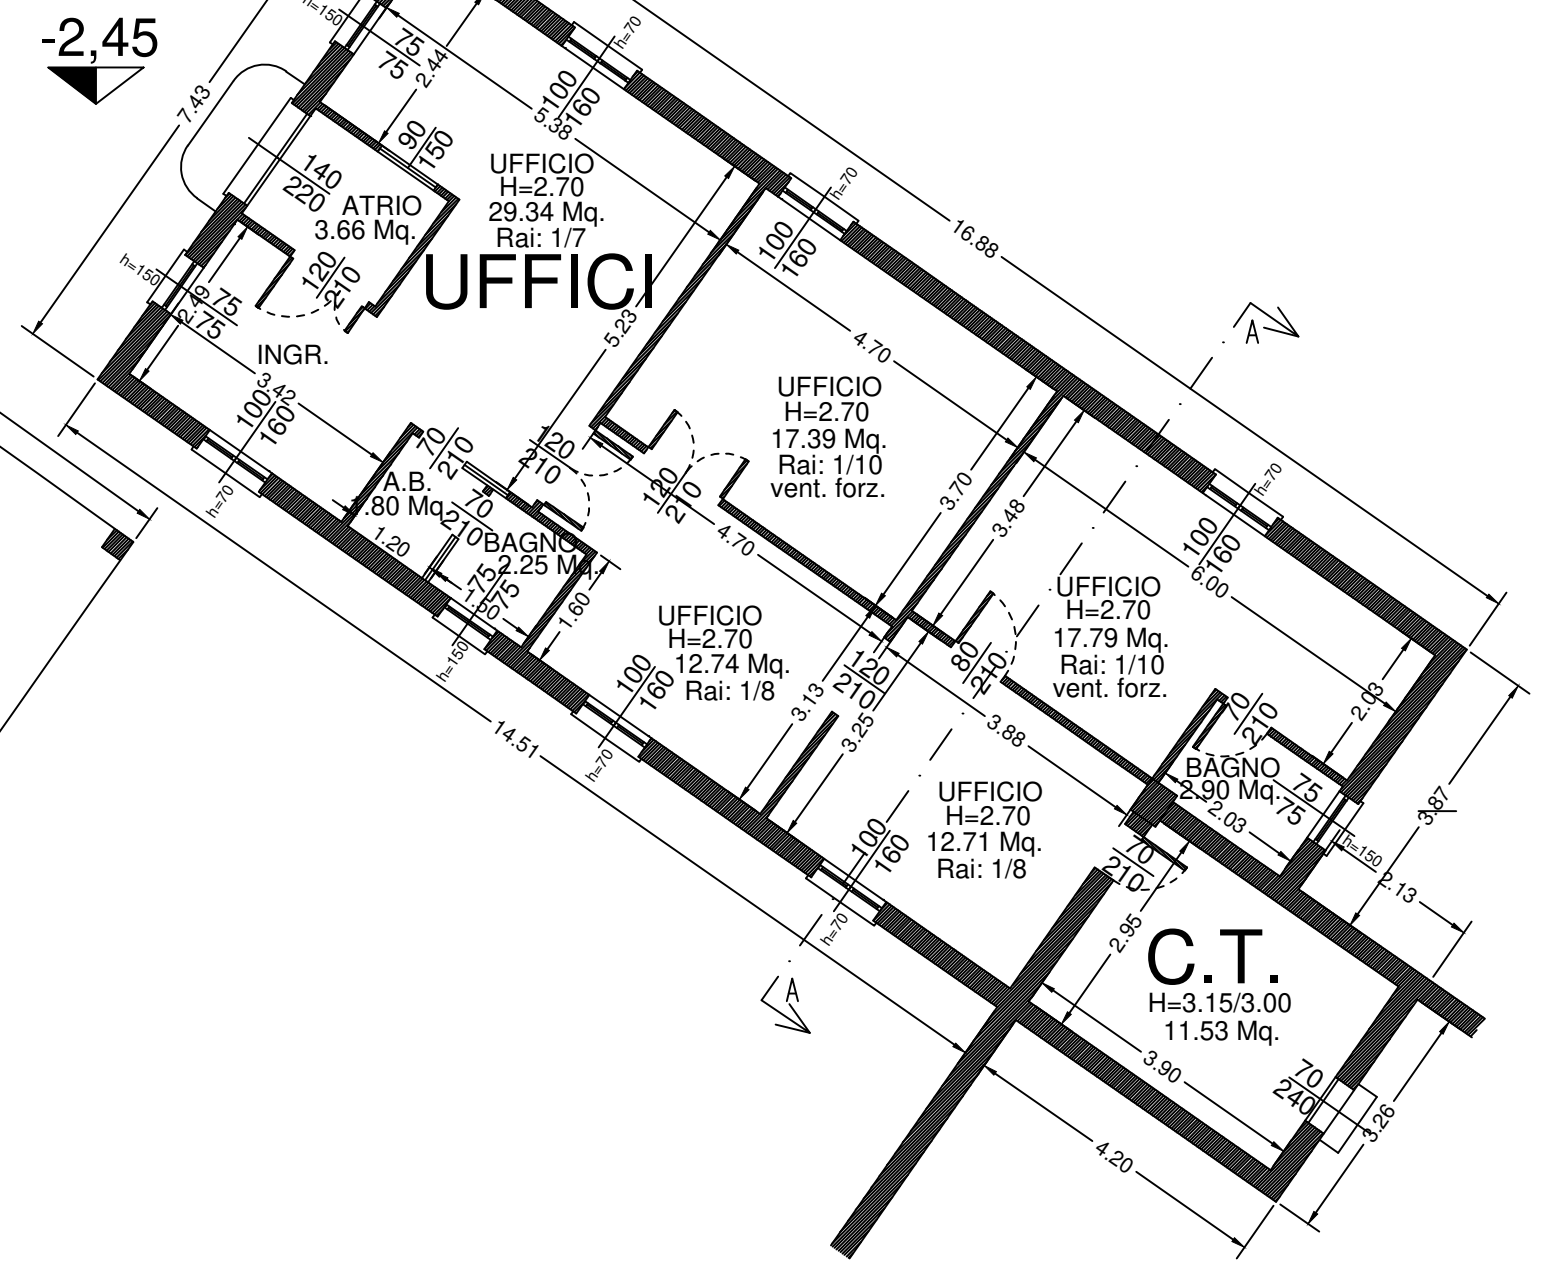 -2,45
h=150
75
75
2.44
h=70
100
160
5.38
7.43
90
150
140
220
ATRIO
3.66 Mq.
UFFICIO
H=2.70
29.34 Mq.
Rai: 1/7
UFFICI
h=70
100
160
16.88
h=150
75
75
2.49
120
210
INGR.
3.42
100
160
h=70
5.23
4.70
A
UFFICIO
H=2.70
17.39 Mq.
Rai: 1/10
vent. forz.
70
210
120
210
A.B.
1.80 Mq.
70
210
BAGNO
2.25 Mq.
1.20
75
75
1.50
1.60
h=150
120
210
4.70
3.70
3.48
h=70
100
160
6.00
UFFICIO
H=2.70
12.74 Mq.
Rai: 1/8
100
160
h=70
14.51
3.13
120
210
3.25
80
210
UFFICIO
H=2.70
17.79 Mq.
Rai: 1/10
vent. forz.
2.03
3.88
70
210
BAGNO
2.90 Mq.
75
75
2.03
h=150
3.87
2.13
UFFICIO
H=2.70
12.71 Mq.
Rai: 1/8
100
160
h=70
70
210
A
2.95
C.T.
H=3.15/3.00
11.53 Mq.
3.90
70
240
3.26
4.20